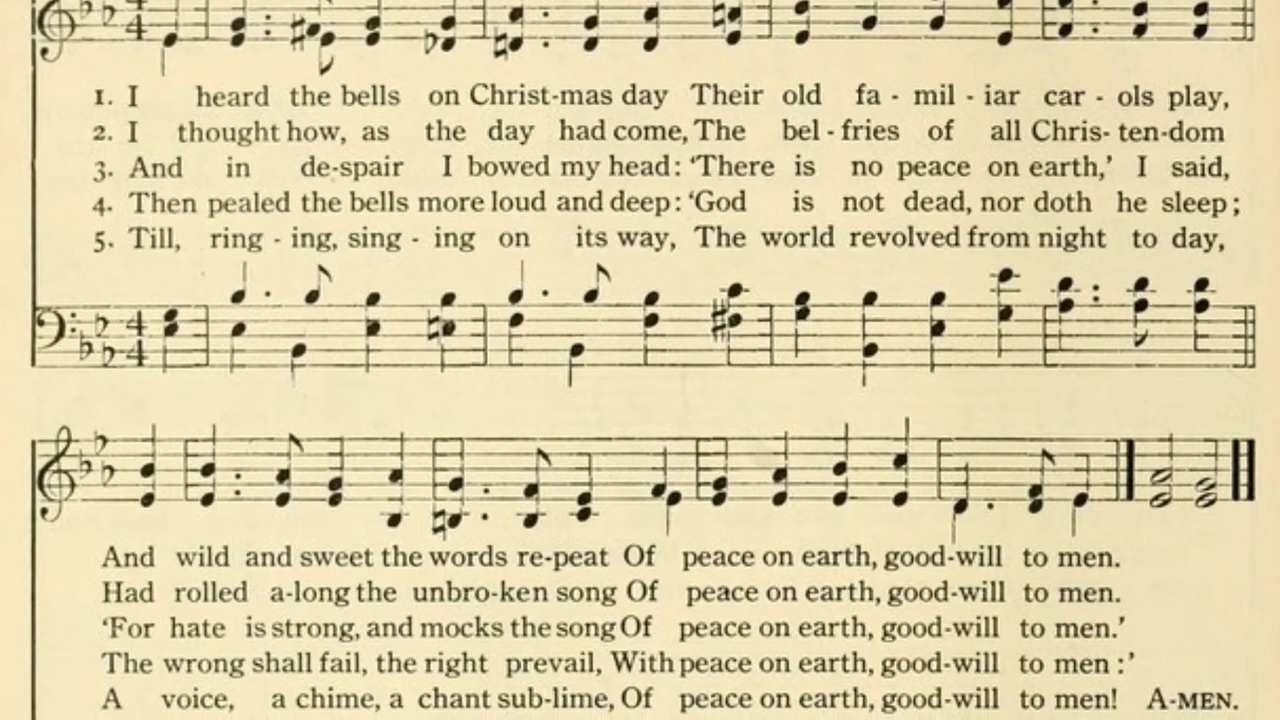 4 4
1. I heard the bells on Christ-mas day Their old fa - mil - iar car - ols play,
2. I thought how, as the day had come, The bel - fries of all Chris- ten-dom
3. And in de-spair I bowed my head: ‘There is no peace on earth,’ I said,
4. Then pealed the bells more loud and deep: ‘God is not dead, nor doth he sleep;
5. Till, ring - ing, sing - ing on its way, The world revolved from night to day,
4 4
And wild and sweet the words re-peat Of peace on earth, good-will to men.
Had rolled a-long the unbro-ken song Of peace on earth, good-will to men.
‘For hate is strong, and mocks the song Of peace on earth, good-will to men.’
The wrong shall fail, the right prevail, With peace on earth, good-will to men :’
A voice, a chime, a chant sub-lime, Of peace on earth, good-will to men! A-MEN.